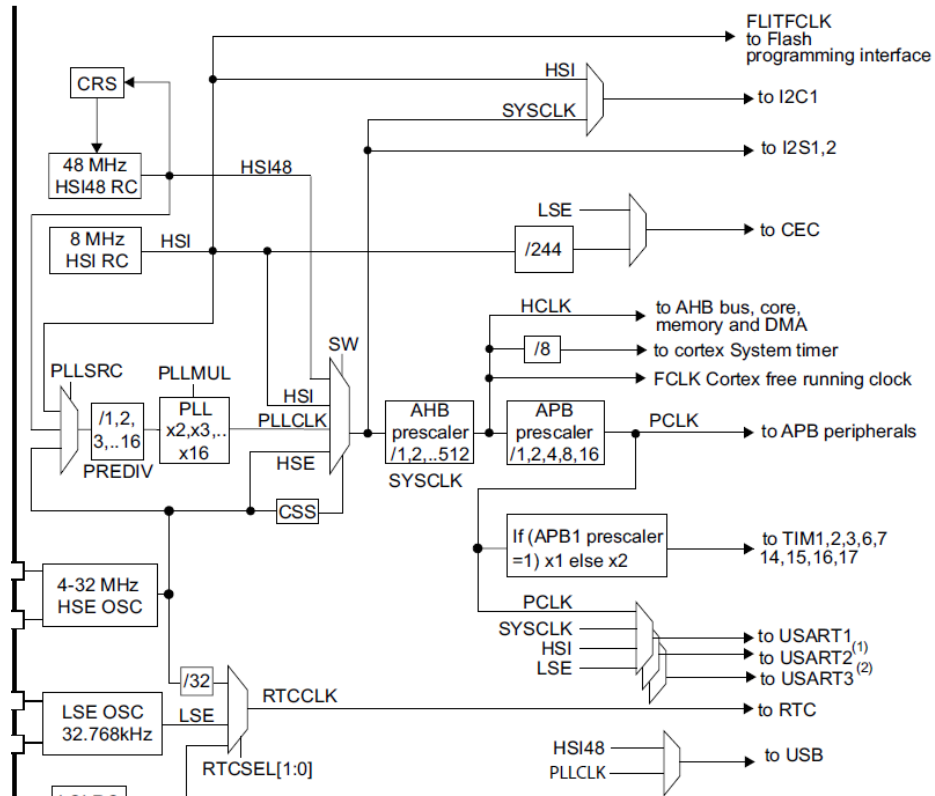 FLITFCLK
to Flash
programming interface
CRS
HSI
to I2C1
SYSCLK
to I2S1,2
48 MHz
HSI48 RC
HSI48
LSE
to CEC
8 MHz
HSI RC
HSI
/244
HCLK
to AHB bus, core,
memory and DMA
SW
/8
to cortex System timer
PLLSRC
PLLMUL
FCLK Cortex free running clock
HSI
/1,2,
3,..16
PLL
x2,x3,..
x16
PLLCLK
AHB
prescaler
/1,2,..512
APB
prescaler
/1,2,4,8,16
PCLK
to APB peripherals
PREDIV
HSE
SYSCLK
CSS
If (APB1 prescaler
=1) x1 else x2
to TIM1,2,3,6,7
14,15,16,17
4-32 MHz
HSE OSC
PCLK
SYSCLK
HSI
LSE
to USART1
to USART2(1)
to USART3(2)
/32
RTCCLK
to RTC
LSE OSC
32.768kHz
LSE
RTCSEL[1:0]
HSI48
PLLCLK
to USB